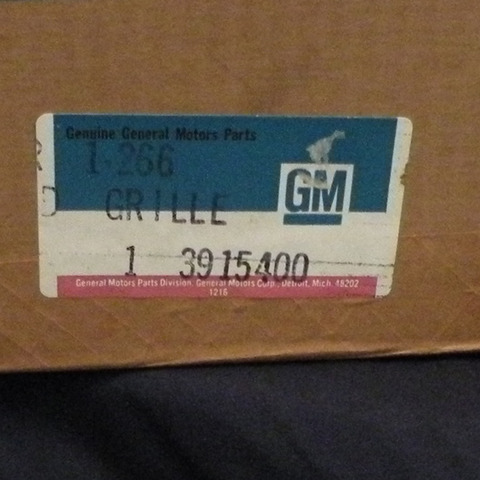 Genuine General Motors Parts
1-266
GM
GRILLE
1 3915400
General Motors Parts Division, General Motors Corp., Detroit, Mich. 48202
1216